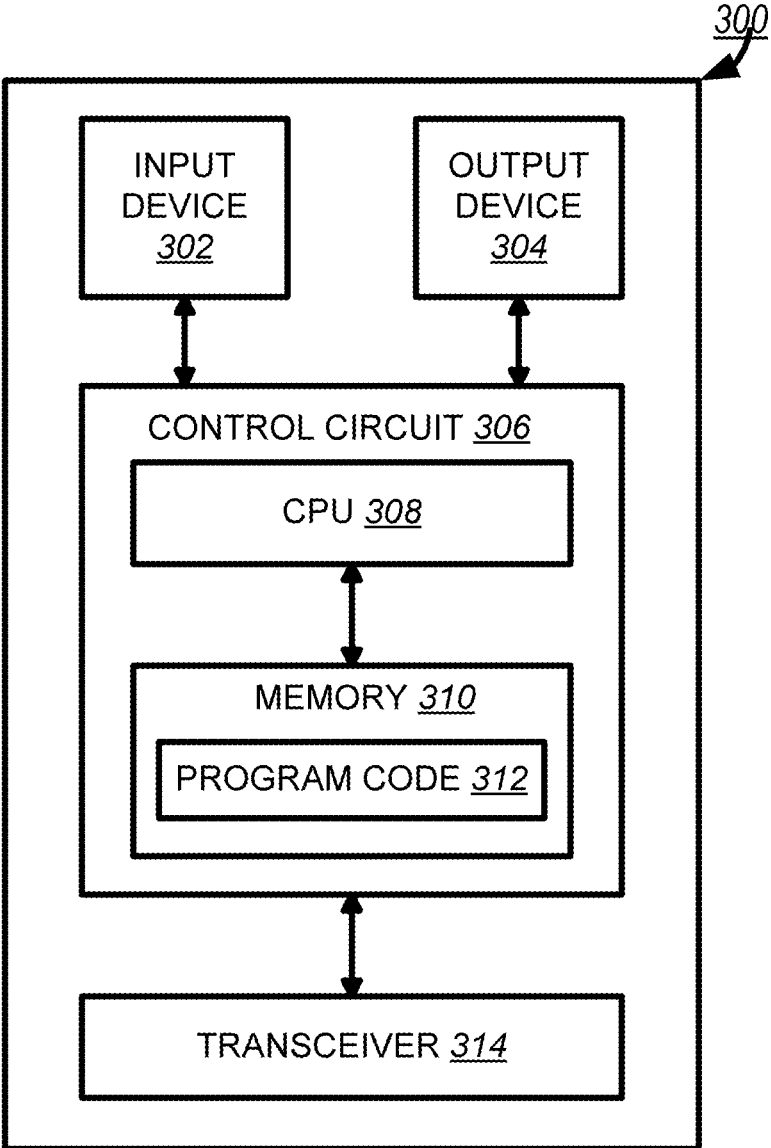 300
INPUT
DEVICE
302
OUTPUT
DEVICE
304
CONTROL CIRCUIT 306
CPU 308
MEMORY 310
PROGRAM CODE 312
TRANSCEIVER 314